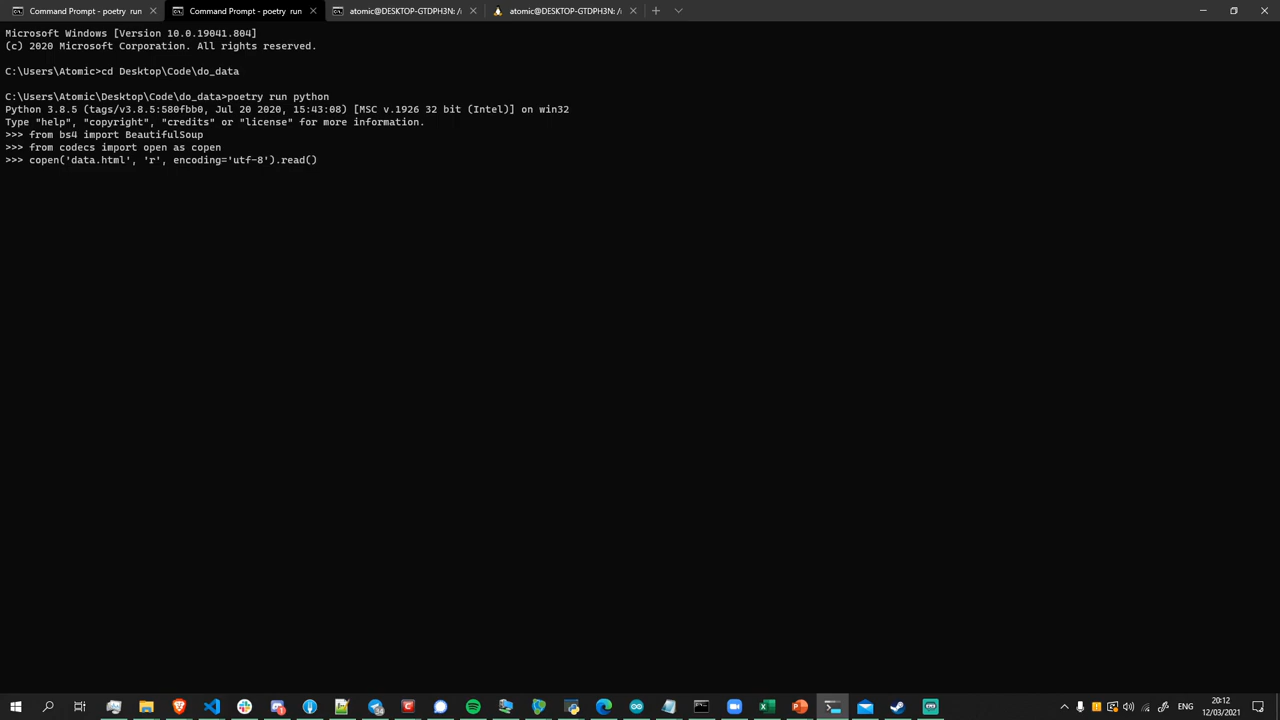 Command Prompt - poetry run
Command Prompt - poetry run
atomic@DESKTOP-GTDPH3N: /
atomic@DESKTOP-GTDPH3N: /
Microsoft Windows [Version 10.0.19041.804]
(c) 2020 Microsoft Corporation. All rights reserved.
C:\Users\Atomic>cd Desktop\Code\do_data
C:\Users\Atomic\Desktop\Code\do_data>poetry run python
Python 3.8.5 (tags/v3.8.5:580fbb0, Jul 20 2020, 15:43:08) [MSC v.1926 32 bit (Intel)] on win32
Type "help", "copyright", "credits" or "license" for more information.
>>> from bs4 import BeautifulSoup
>>> from codecs import open as copen
>>> copen('data.html', 'r', encoding='utf-8').read()
20:12
ENG
12/03/2021